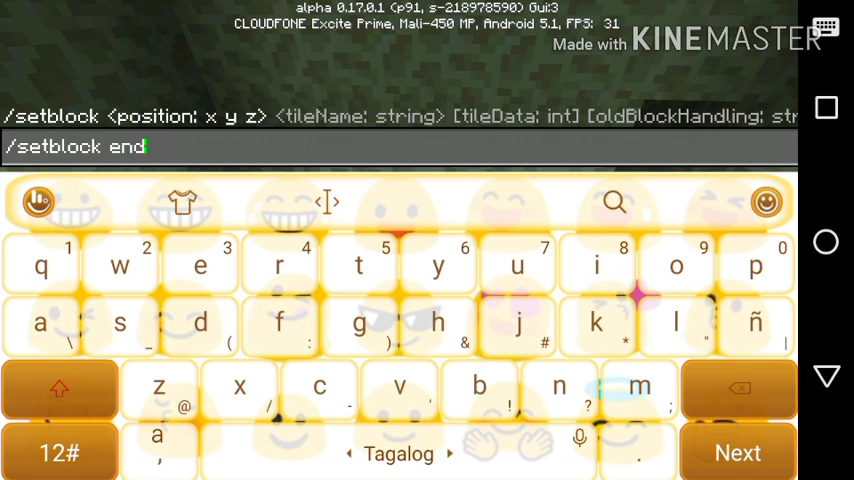 alpha 0.17.0.1 (p91, s-218978590) Gui:3
CLOUDFONE Excite Prime, Mali-450 MP, Android 5.1, FPS: 31
Made with KINEMASTER
/setblock <position: x y z> <tileName: string> [tileData: int] [oldBlockHandling: str
/setblock end
1 2 3 4 5 6 7 8 9 0
q w e r t y u i o p
a s d f g h j k l ñ
\ _ ( : ) & # * " |
z x c v b n m
@ / - ' ! ? ;
12# a , Tagalog . Next